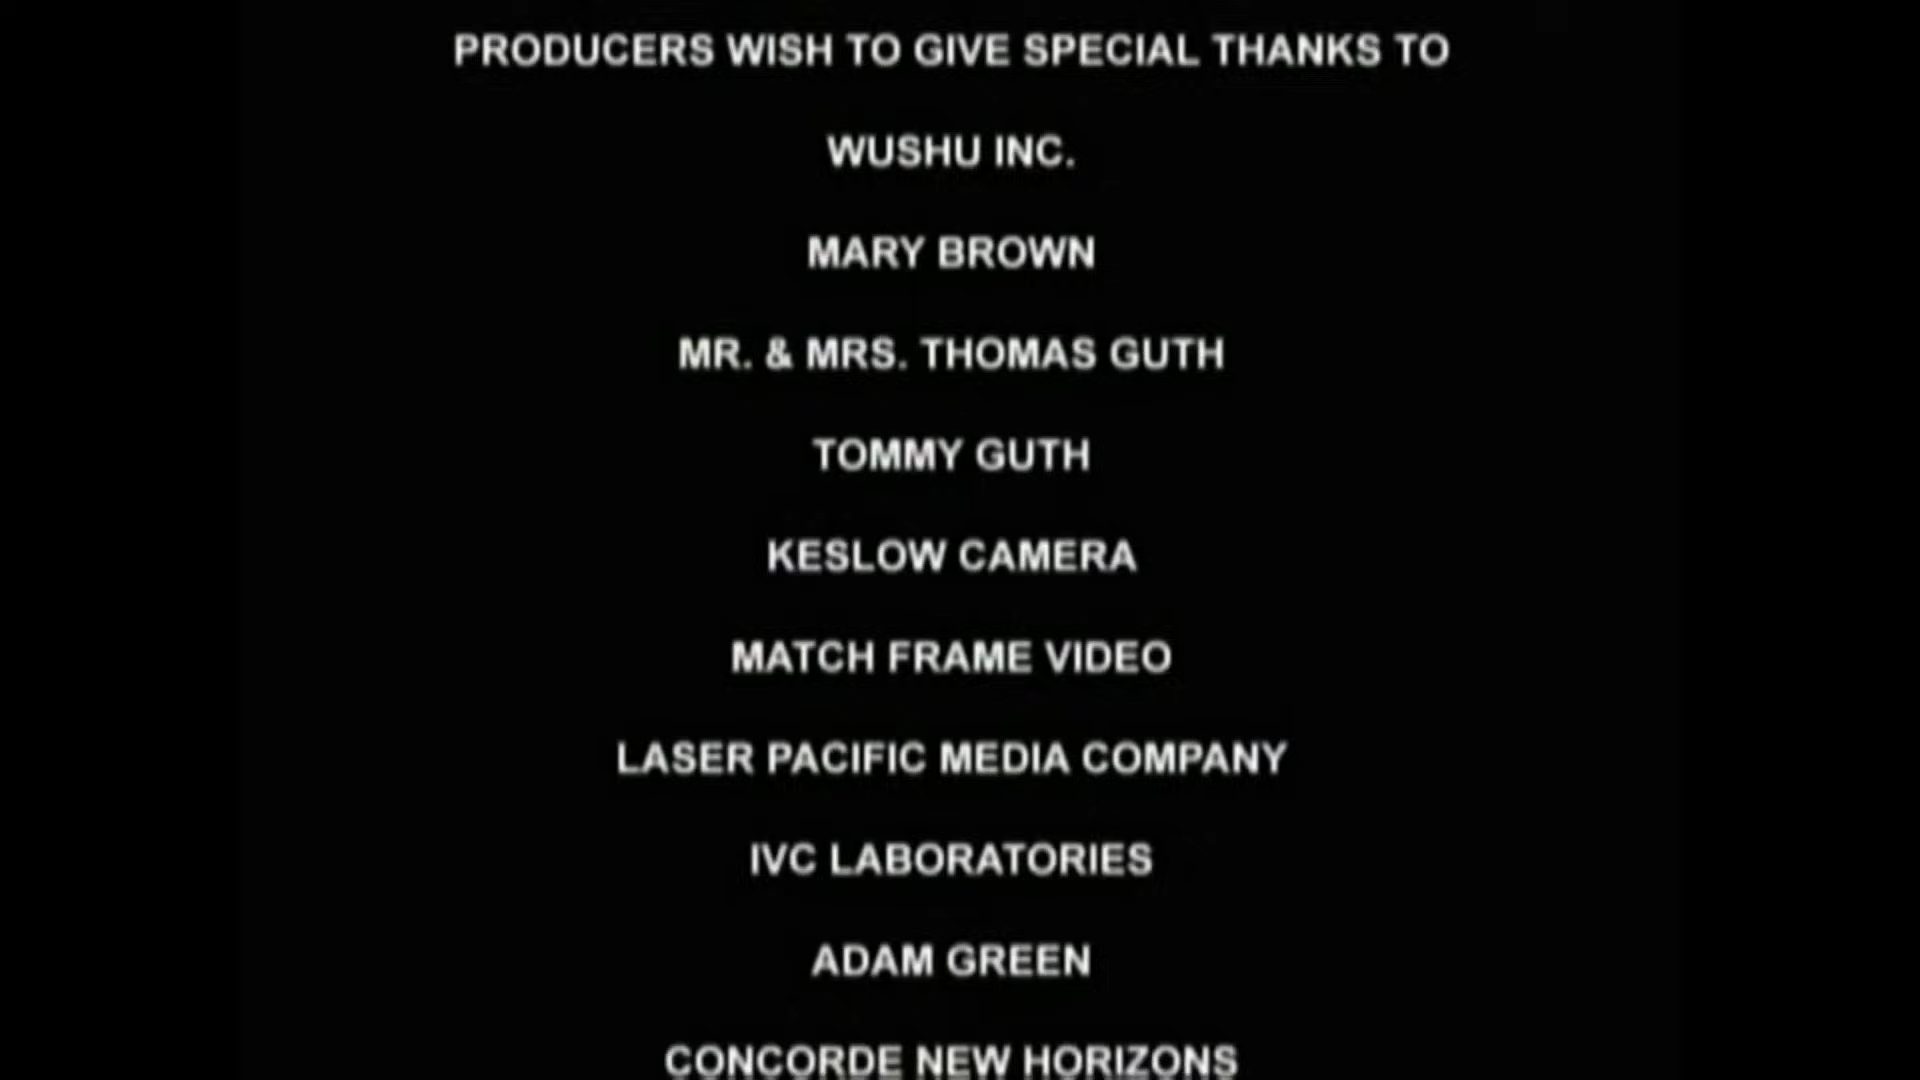 PRODUCERS WISH TO GIVE SPECIAL THANKS TO
WUSHU INC.
MARY BROWN
MR. & MRS. THOMAS GUTH
TOMMY GUTH
KESLOW CAMERA
MATCH FRAME VIDEO
LASER PACIFIC MEDIA COMPANY
IVC LABORATORIES
ADAM GREEN
CONCORDE NEW HORIZONS